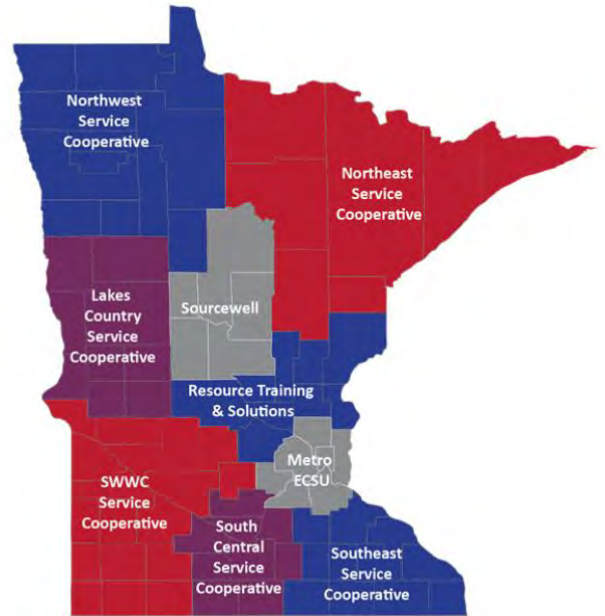 Northwest
Service
Cooperative
Northeast
Service
Cooperative
Lakes
Country
Service
Cooperative
Sourcewell
Resource Training
& Solutions
Metro
ECSU
SWWC
Service
Cooperative
South
Central
Service
Cooperative
Southeast
Service
Cooperative